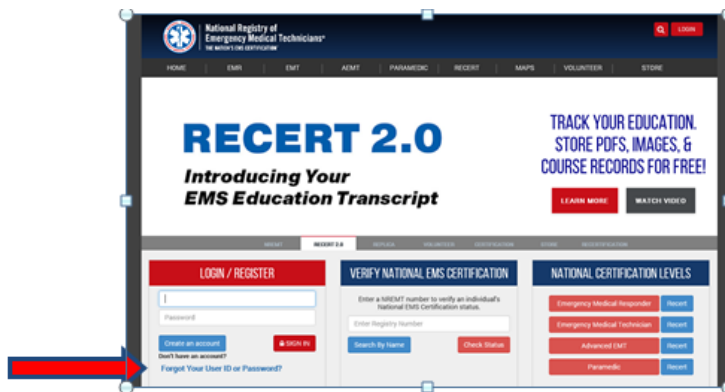 National Registry of
Emergency Medical Technicians®
THE NATION'S EMS CERTIFICATION
LOGIN
HOME EMR EMT AEMT PARAMEDIC RECERT MAPS VOLUNTEER STORE
RECERT 2.0
Introducing Your
EMS Education Transcript
TRACK YOUR EDUCATION.
STORE PDFS, IMAGES, &
COURSE RECORDS FOR FREE!
LEARN MORE WATCH VIDEO
NREMT RECERT 2.0 REPLICA VOLUNTEER CERTIFICATION STORE RECERTIFICATION
LOGIN / REGISTER
Password
Create an account SIGN IN
Don't have an account?
Forgot Your User ID or Password?
VERIFY NATIONAL EMS CERTIFICATION
Enter a NREMT number to verify an individual's
National EMS Certification status.
Enter Registry Number
Search By Name Check Status
NATIONAL CERTIFICATION LEVELS
Emergency Medical Responder Recert
Emergency Medical Technician Recert
Advanced EMT Recert
Paramedic Recert